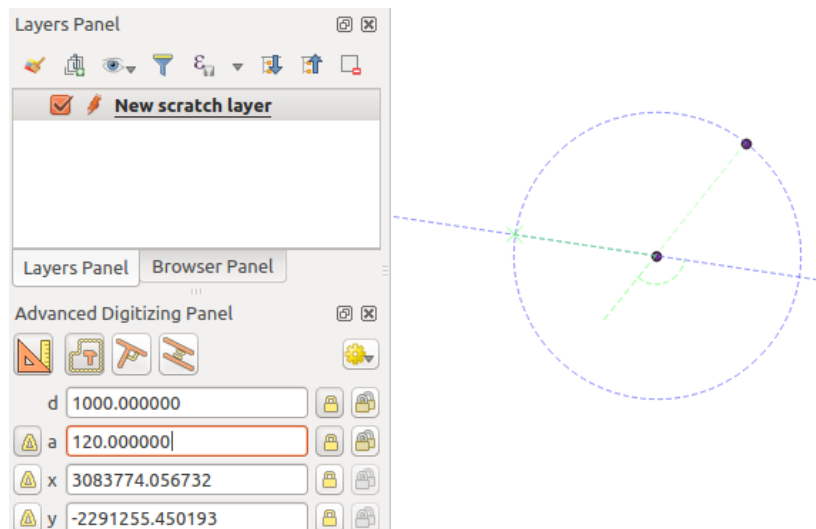 Layers Panel
New scratch layer
Layers Panel Browser Panel
Advanced Digitizing Panel
d 1000.000000
a 120.000000
x 3083774.056732
y -2291255.450193